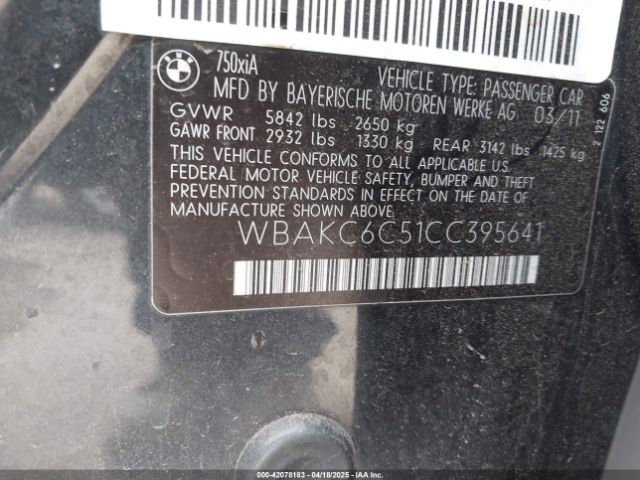 BMW
750xiA
VEHICLE TYPE: PASSENGER CAR
MFD BY BAYERISCHE MOTOREN WERKE AG 03/11
GVWR 5842 lbs 2650 kg
GAWR FRONT 2932 lbs 1330 kg REAR 3142 lbs 1425 kg
2 122 606
THIS VEHICLE CONFORMS TO ALL APPLICABLE U.S.
FEDERAL MOTOR VEHICLE SAFETY, BUMPER AND THEFT
PREVENTION STANDARDS IN EFFECT ON THE DATE OF
MANUFACTURE SHOWN ABOVE.
WBAKC6C51CC395641
000-42078183 - 04/18/2025 - IAAI.COM